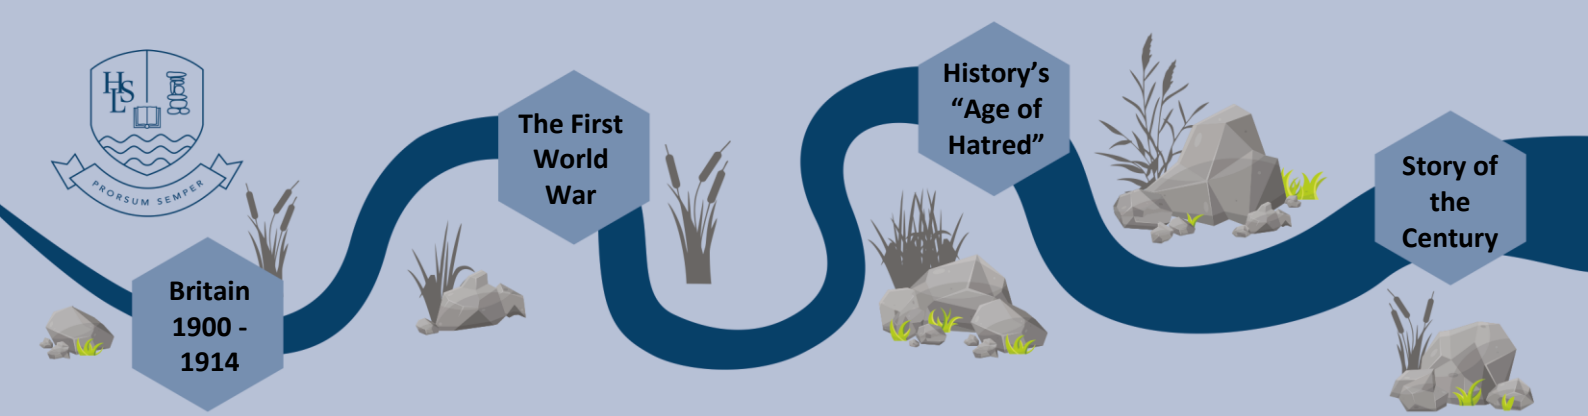 HLS
PRORSUM SEMPER
Britain
1900 -
1914
The First
World
War
History’s
“Age of
Hatred”
Story of
the
Century